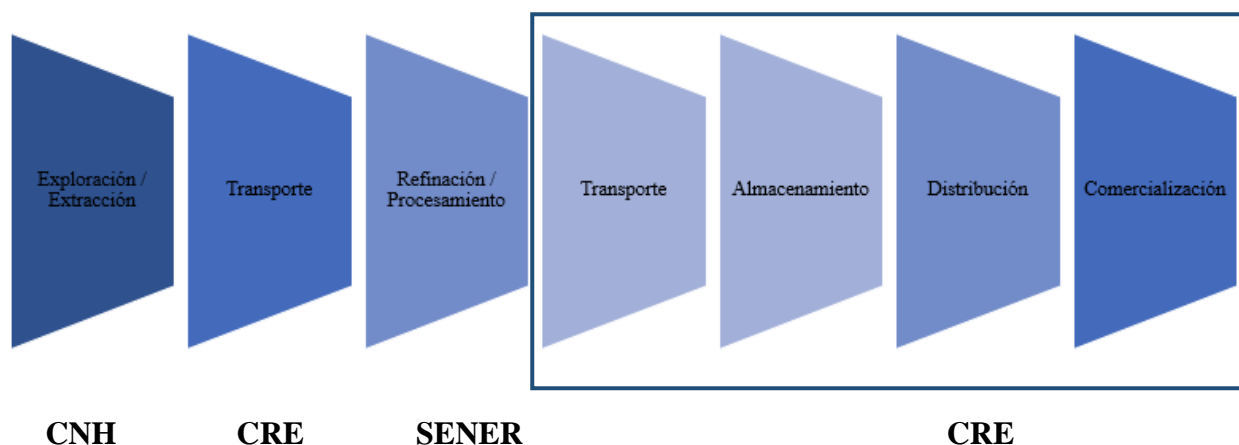 Exploración /
Extracción
Transporte
Refinación /
Procesamiento
Transporte
Almacenamiento
Distribución
Comercialización
CNH
CRE
SENER
CRE